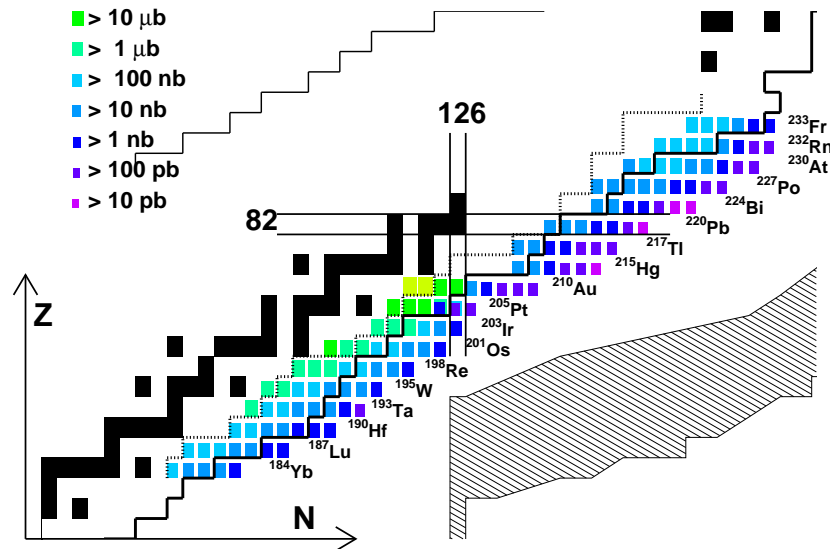 > 10 μb
> 1 μb
> 100 nb
> 10 nb
> 1 nb
> 100 pb
> 10 pb
126
82
Z
N
²³³Fr
²³²Rn
²³⁰At
²²⁷Po
²²⁴Bi
²²⁰Pb
²¹⁷Tl
²¹⁵Hg
²¹⁰Au
²⁰⁵Pt
²⁰³Ir
²⁰¹Os
¹⁹⁸Re
¹⁹⁵W
¹⁹³Ta
¹⁹⁰Hf
¹⁸⁷Lu
¹⁸⁴Yb